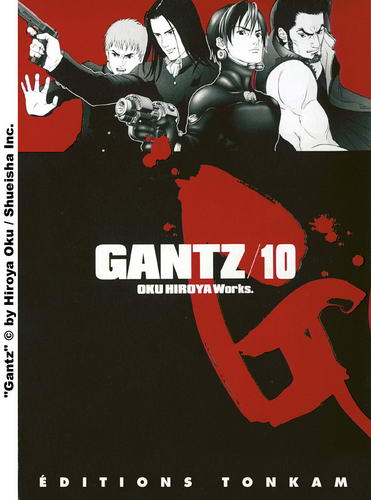 "Gantz" © by Hiroya Oku / Shueisha Inc.
GANTZ/10
OKU HIROYA Works.
G
ÉDITIONS TONKAM